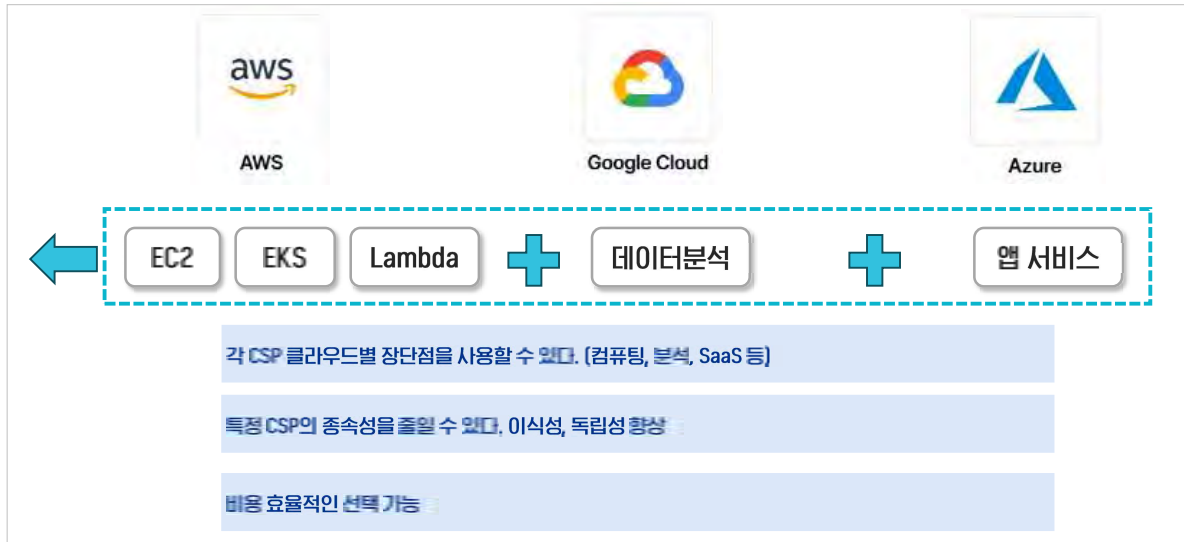 aws
AWS
Google Cloud
Azure
EC2 EKS Lambda 데이터분석 앱 서비스
각 CSP 클라우드별 장단점을 사용할 수 있다. (컴퓨팅, 분석, SaaS 등)
특정 CSP의 종속성을 줄일 수 있다. 이식성, 독립성 향상
비용 효율적인 선택 가능